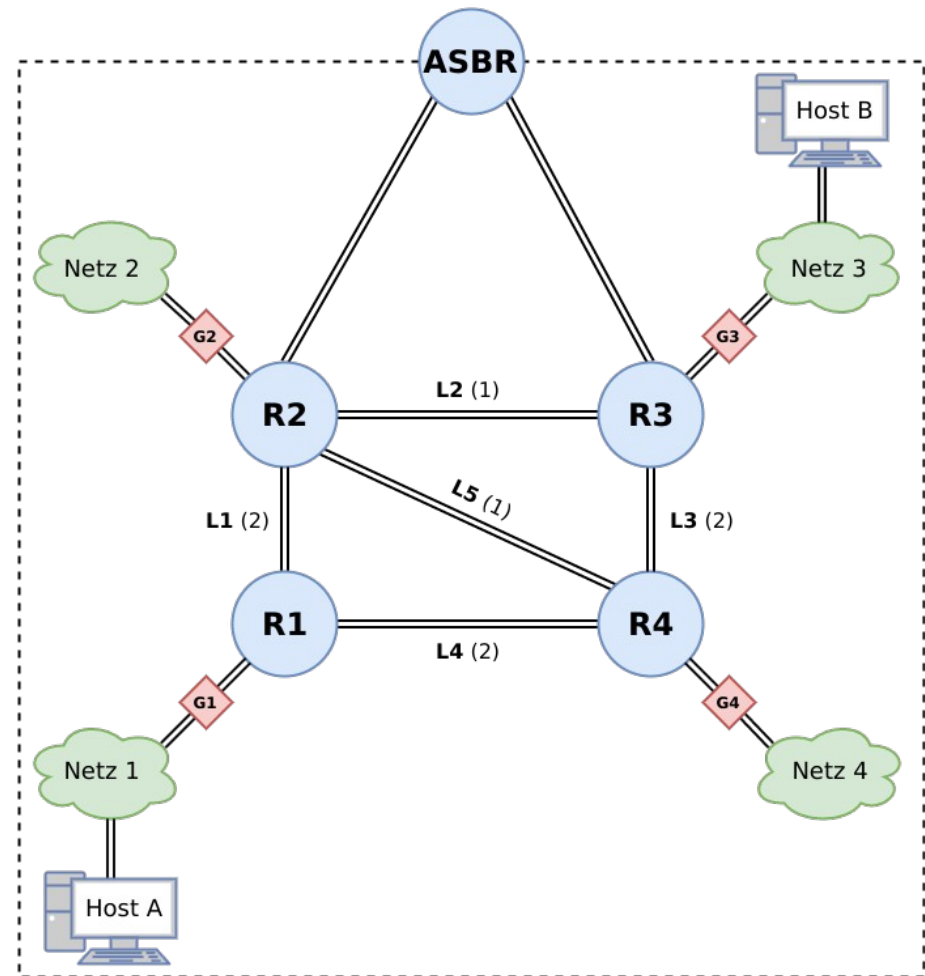 ASBR
Host B
Netz 2
Netz 3
G2
G3
L2 (1)
R2
R3
L5 (1)
L1 (2)
L3 (2)
R1
R4
L4 (2)
G1
G4
Netz 1
Netz 4
Host A